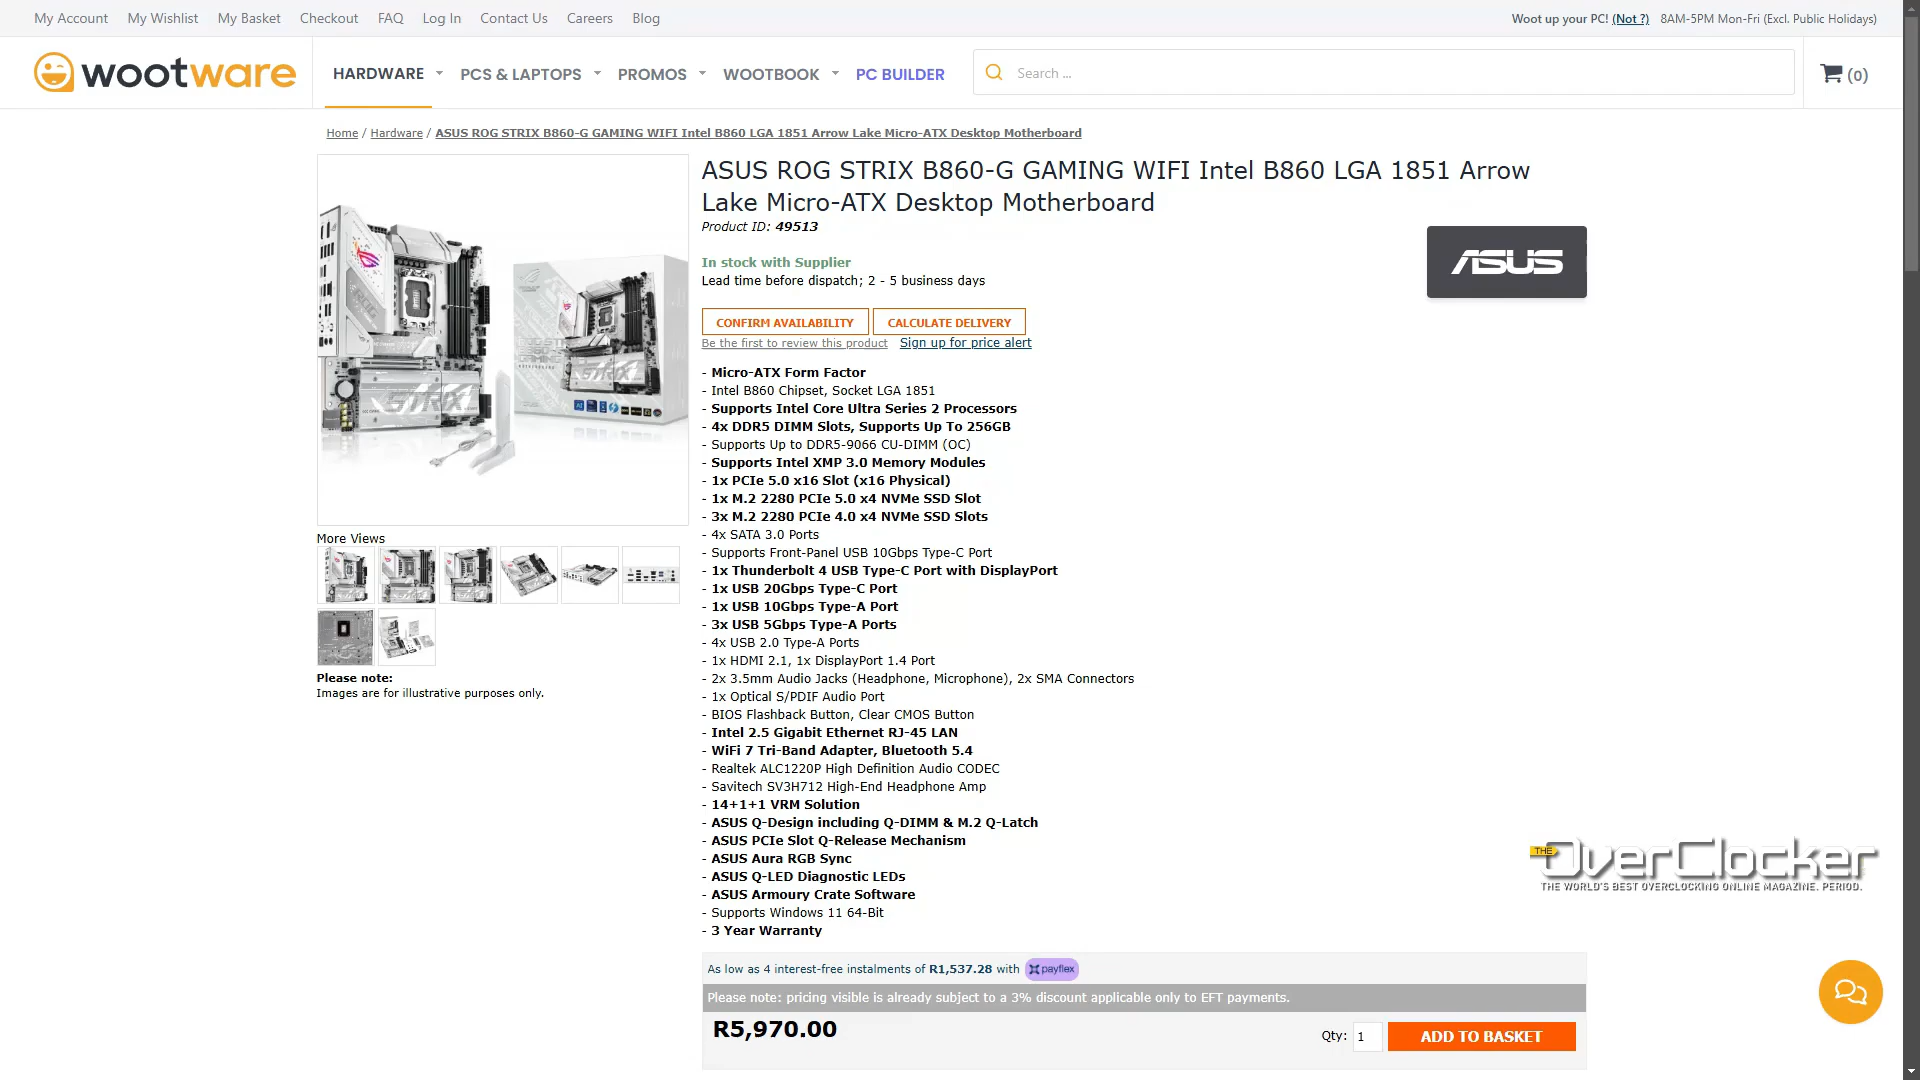 My Account My Wishlist My Basket Checkout FAQ Log In Contact Us Careers Blog
Woot up your PC! (Not ?) 8AM-5PM Mon-Fri (Excl. Public Holidays)
wootware
HARDWARE PCS & LAPTOPS PROMOS WOOTBOOK PC BUILDER
Search ...
(0)
Home / Hardware / ASUS ROG STRIX B860-G GAMING WIFI Intel B860 LGA 1851 Arrow Lake Micro-ATX Desktop Motherboard
ASUS ROG STRIX B860-G GAMING WIFI Intel B860 LGA 1851 Arrow
Lake Micro-ATX Desktop Motherboard
Product ID: 49513
ASUS
In stock with Supplier
Lead time before dispatch; 2 - 5 business days
CONFIRM AVAILABILITY CALCULATE DELIVERY
Be the first to review this product Sign up for price alert
- Micro-ATX Form Factor
- Intel B860 Chipset, Socket LGA 1851
- Supports Intel Core Ultra Series 2 Processors
- 4x DDR5 DIMM Slots, Supports Up To 256GB
- Supports Up to DDR5-9066 CU-DIMM (OC)
- Supports Intel XMP 3.0 Memory Modules
- 1x PCIe 5.0 x16 Slot (x16 Physical)
- 1x M.2 2280 PCIe 5.0 x4 NVMe SSD Slot
- 3x M.2 2280 PCIe 4.0 x4 NVMe SSD Slots
- 4x SATA 3.0 Ports
- Supports Front-Panel USB 10Gbps Type-C Port
- 1x Thunderbolt 4 USB Type-C Port with DisplayPort
- 1x USB 20Gbps Type-C Port
- 1x USB 10Gbps Type-A Port
- 3x USB 5Gbps Type-A Ports
- 4x USB 2.0 Type-A Ports
- 1x HDMI 2.1, 1x DisplayPort 1.4 Port
- 2x 3.5mm Audio Jacks (Headphone, Microphone), 2x SMA Connectors
- 1x Optical S/PDIF Audio Port
- BIOS Flashback Button, Clear CMOS Button
- Intel 2.5 Gigabit Ethernet RJ-45 LAN
- WiFi 7 Tri-Band Adapter, Bluetooth 5.4
- Realtek ALC1220P High Definition Audio CODEC
- Savitech SV3H712 High-End Headphone Amp
- 14+1+1 VRM Solution
- ASUS Q-Design including Q-DIMM & M.2 Q-Latch
- ASUS PCIe Slot Q-Release Mechanism
- ASUS Aura RGB Sync
- ASUS Q-LED Diagnostic LEDs
- ASUS Armoury Crate Software
- Supports Windows 11 64-Bit
- 3 Year Warranty
STRIX
STRIX
More Views
Please note:
Images are for illustrative purposes only.
THE OverClocker
THE WORLD'S BEST OVERCLOCKING ONLINE MAGAZINE. PERIOD.
As low as 4 interest-free instalments of R1,537.28 with payflex
Please note: pricing visible is already subject to a 3% discount applicable only to EFT payments.
R5,970.00
Qty: 1 ADD TO BASKET